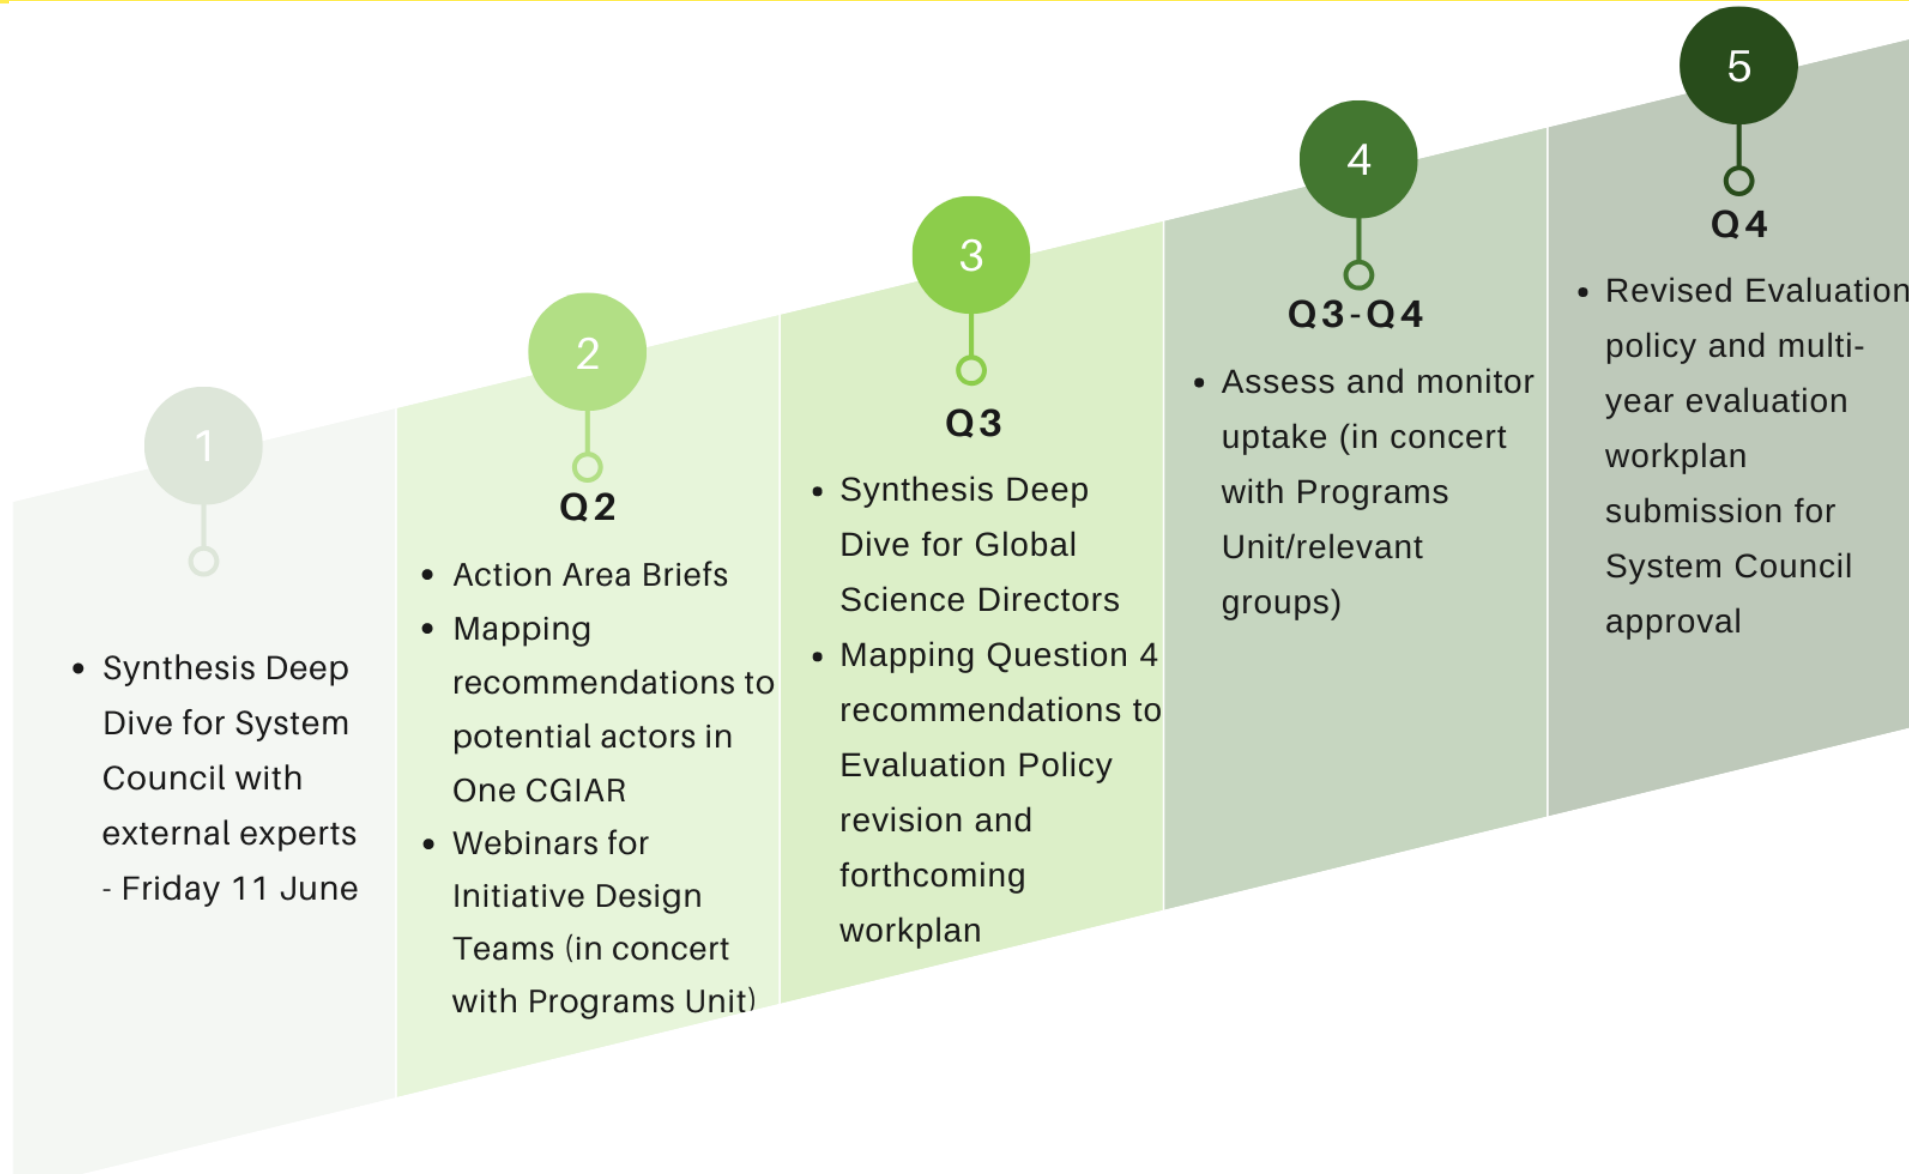 1
• Synthesis Deep
Dive for System
Council with
external experts
- Friday 11 June
2
Q2
• Action Area Briefs
• Mapping
recommendations to
potential actors in
One CGIAR
• Webinars for
Initiative Design
Teams (in concert
with Programs Unit)
3
Q3
• Synthesis Deep
Dive for Global
Science Directors
• Mapping Question 4
recommendations to
Evaluation Policy
revision and
forthcoming
workplan
4
Q3-Q4
• Assess and monitor
uptake (in concert
with Programs
Unit/relevant
groups)
5
Q4
• Revised Evaluation
policy and multi-
year evaluation
workplan
submission for
System Council
approval